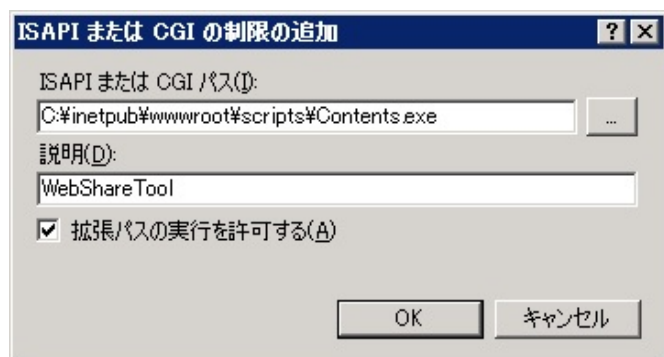 ISAPI または CGI の制限の追加
ISAPI または CGI パス(I):
C:¥inetpub¥wwwroot¥scripts¥Contents.exe
...
説明(D):
WebShareTool
拡張パスの実行を許可する(A)
OK キャンセル